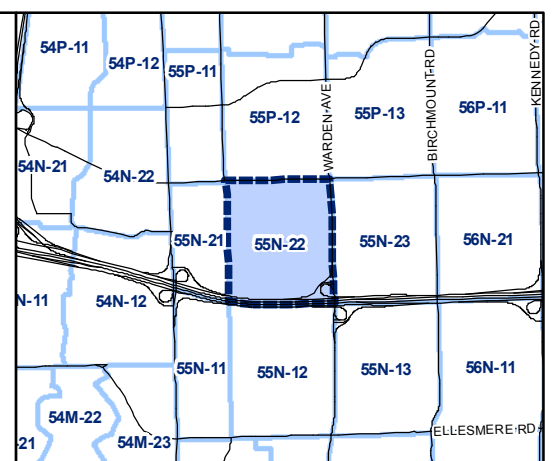 54P-11
54P-12
55P-11
KENNEDY RD
BIRCHMOUNT RD
WARDEN AVE
55P-12
55P-13
56P-11
54N-21
54N-22
55N-21
55N-22
55N-23
56N-21
N-11
54N-12
55N-11
55N-12
55N-13
56N-11
54M-22
ELLESMERE RD
21
54M-23